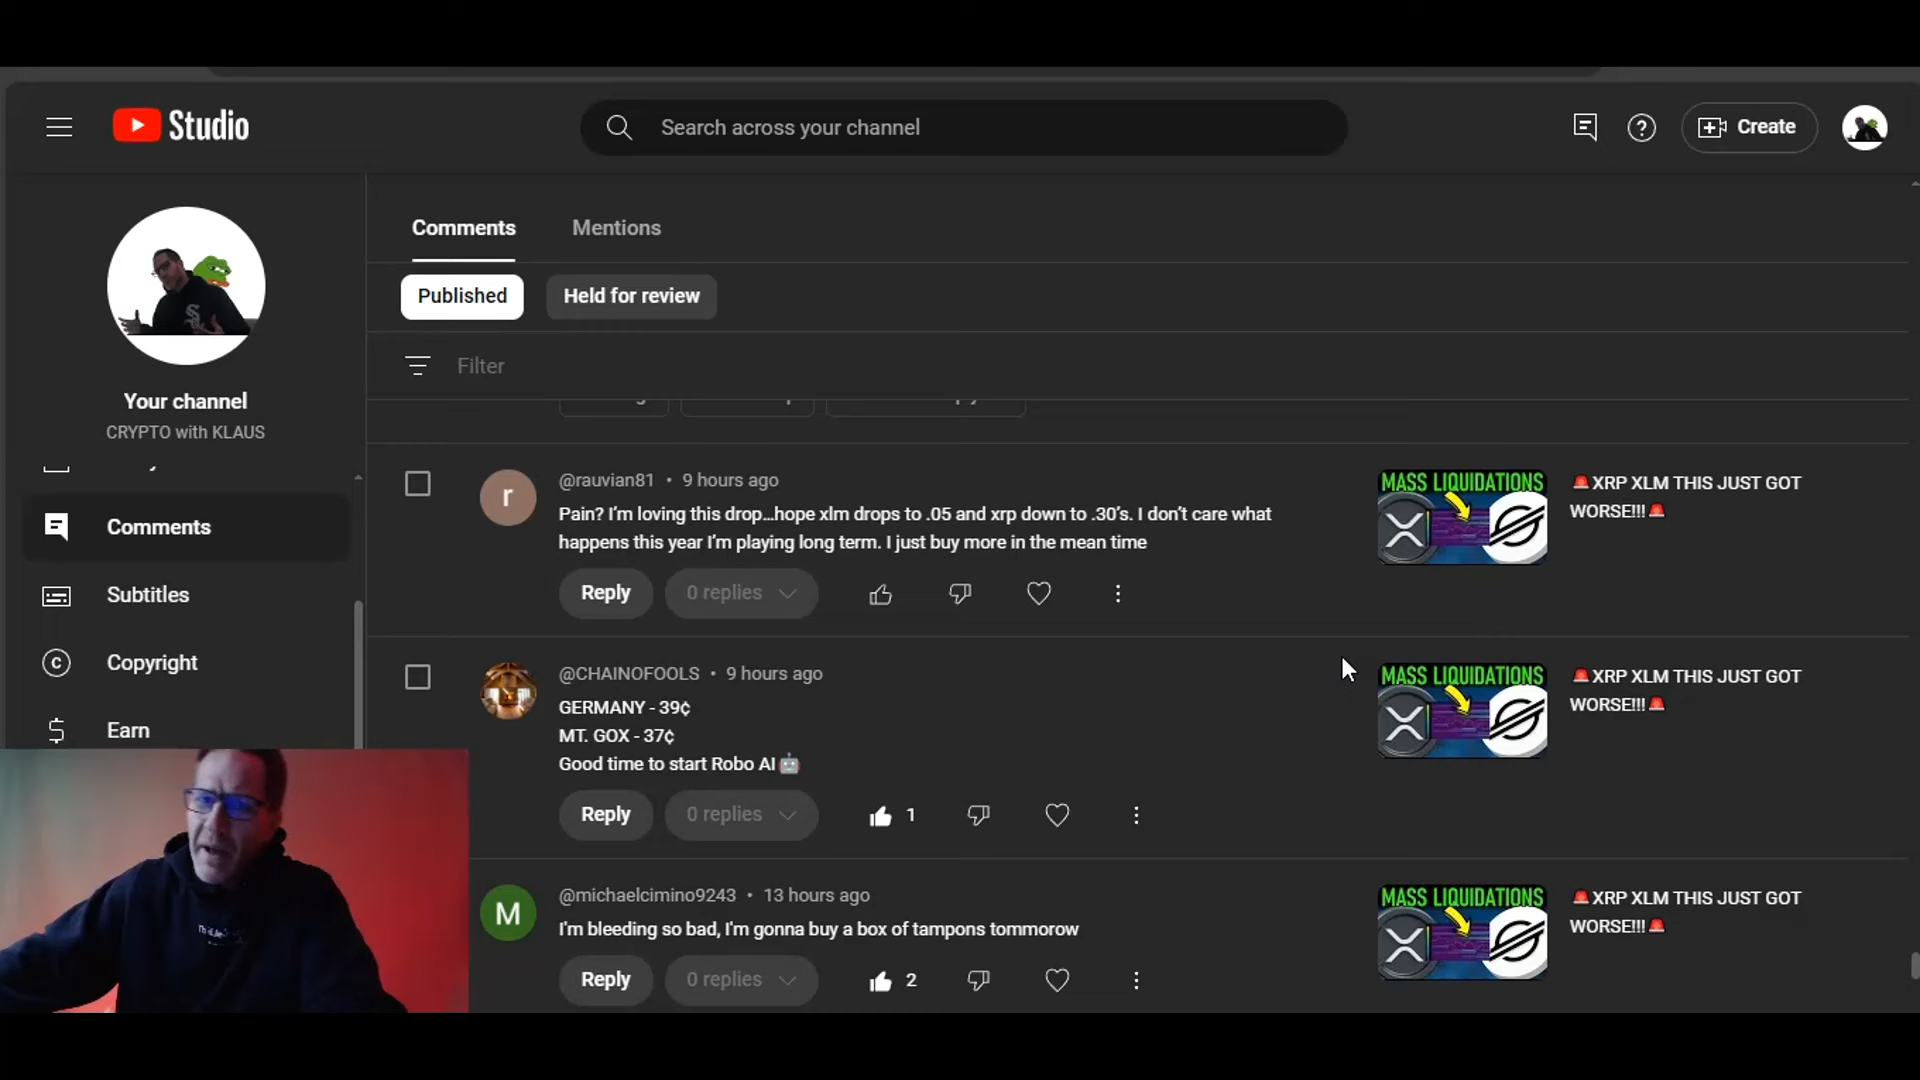 Studio
Search across your channel
Create
Your channel
CRYPTO with KLAUS
Comments
Subtitles
Copyright
Earn
Comments
Mentions
Published
Held for review
Filter
@rauvian81 • 9 hours ago
Pain? I'm loving this drop...hope xlm drops to .05 and xrp down to .30's. I don't care what
happens this year I'm playing long term. I just buy more in the mean time
Reply
0 replies
MASS LIQUIDATIONS
🚨XRP XLM THIS JUST GOT
WORSE!!!🚨
@CHAINOFOOLS • 9 hours ago
GERMANY - 39¢
MT. GOX - 37¢
Good time to start Robo AI🤖
Reply
0 replies
1
MASS LIQUIDATIONS
🚨XRP XLM THIS JUST GOT
WORSE!!!🚨
@michaelcimino9243 • 13 hours ago
I'm bleeding so bad, I'm gonna buy a box of tampons tommorow
Reply
0 replies
2
MASS LIQUIDATIONS
🚨XRP XLM THIS JUST GOT
WORSE!!!🚨
r
M